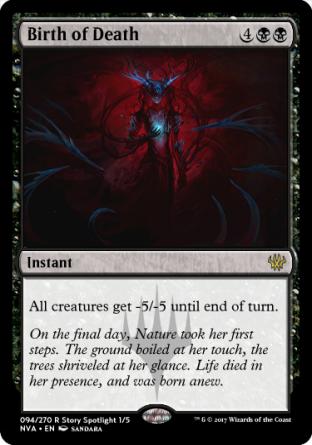 Birth of Death 4
Instant
All creatures get -5/-5 until end of turn.
On the final day, Nature took her first
steps. The ground boiled at her touch, the
trees shriveled at her glance. Life died in
her presence, and was born anew.
094/270 R Story Spotlight 1/5
NVA • EN SANDARA
™ & © 2017 Wizards of the Coast